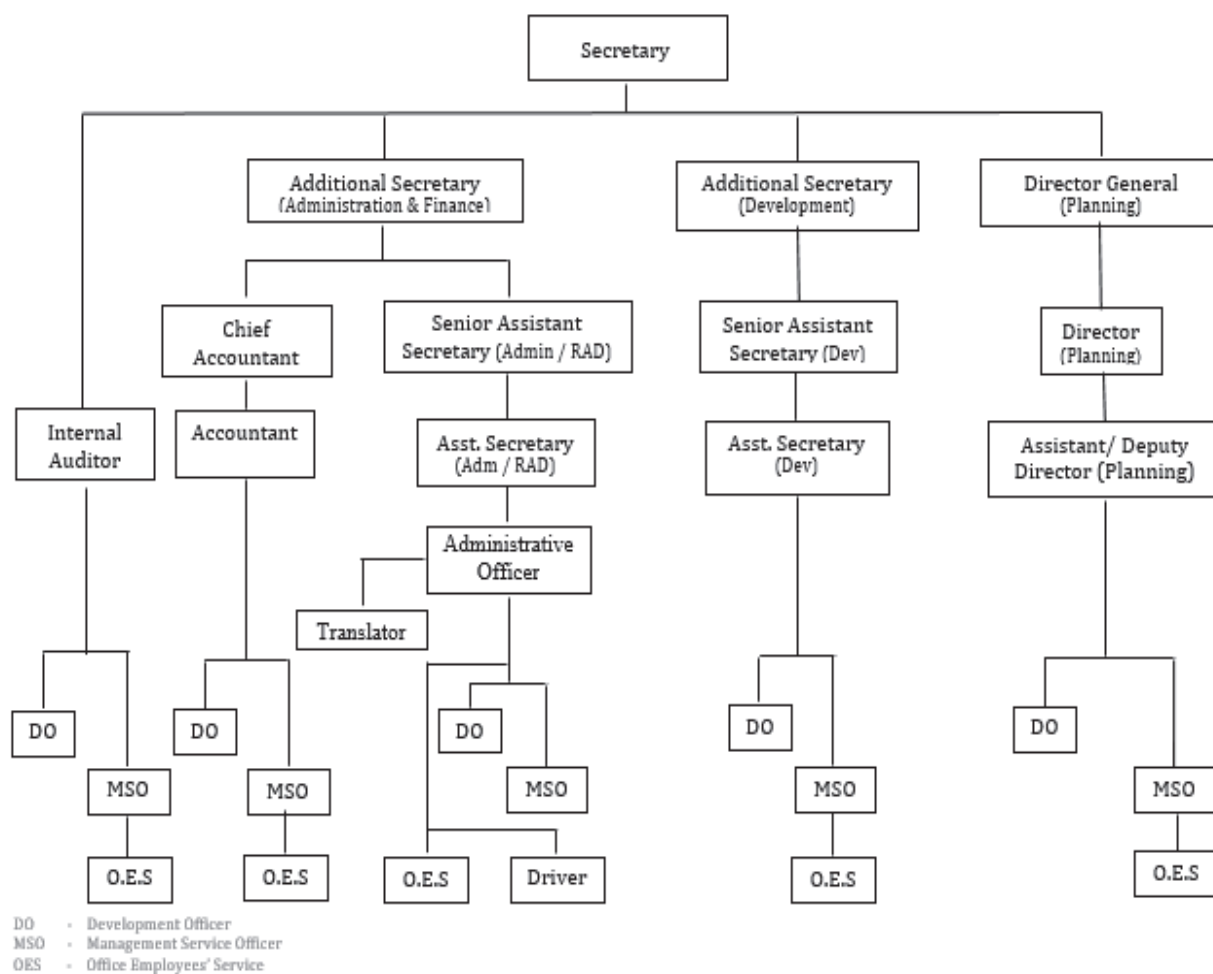 Secretary
Additional Secretary
(Administration & Finance)
Additional Secretary
(Development)
Director General
(Planning)
Chief
Accountant
Senior Assistant
Secretary (Admin / RAD)
Senior Assistant
Secretary (Dev)
Director
(Planning)
Internal
Auditor
Accountant
Asst. Secretary
(Adm / RAD)
Asst. Secretary
(Dev)
Assistant/ Deputy
Director (Planning)
Administrative
Officer
Translator
DO
DO
DO
DO
DO
MSO
MSO
MSO
MSO
MSO
O.E.S
O.E.S
O.E.S
Driver
O.E.S
O.E.S
DO - Development Officer
MSO - Management Service Officer
OES - Office Employees' Service